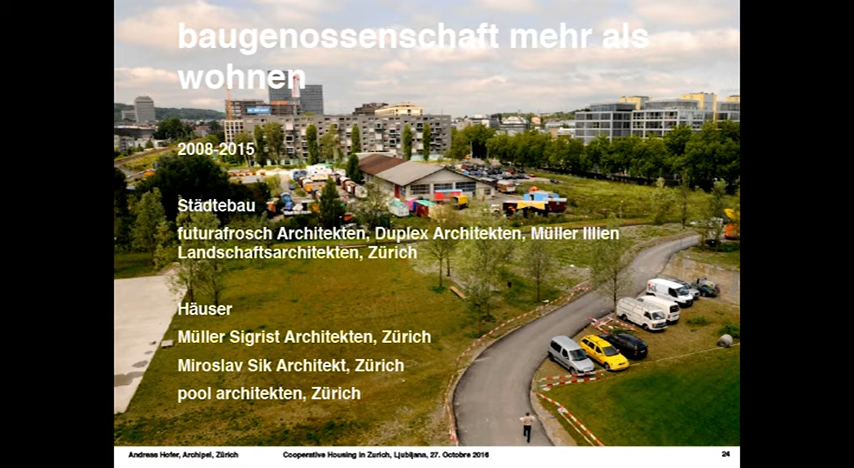 baugenossenschaft mehr als
wohnen
2008-2015
Städtebau
futurafrosch Architekten, Duplex Architekten, Müller Illien
Landschaftsarchitekten, Zürich
Häuser
Müller Sigrist Architekten, Zürich
Miroslav Sik Architekt, Zürich
pool architekten, Zürich
Andreas Hofer, Archipel, Zürich Cooperative Housing in Zurich, Ljubljana, 27. Octobre 2016 24